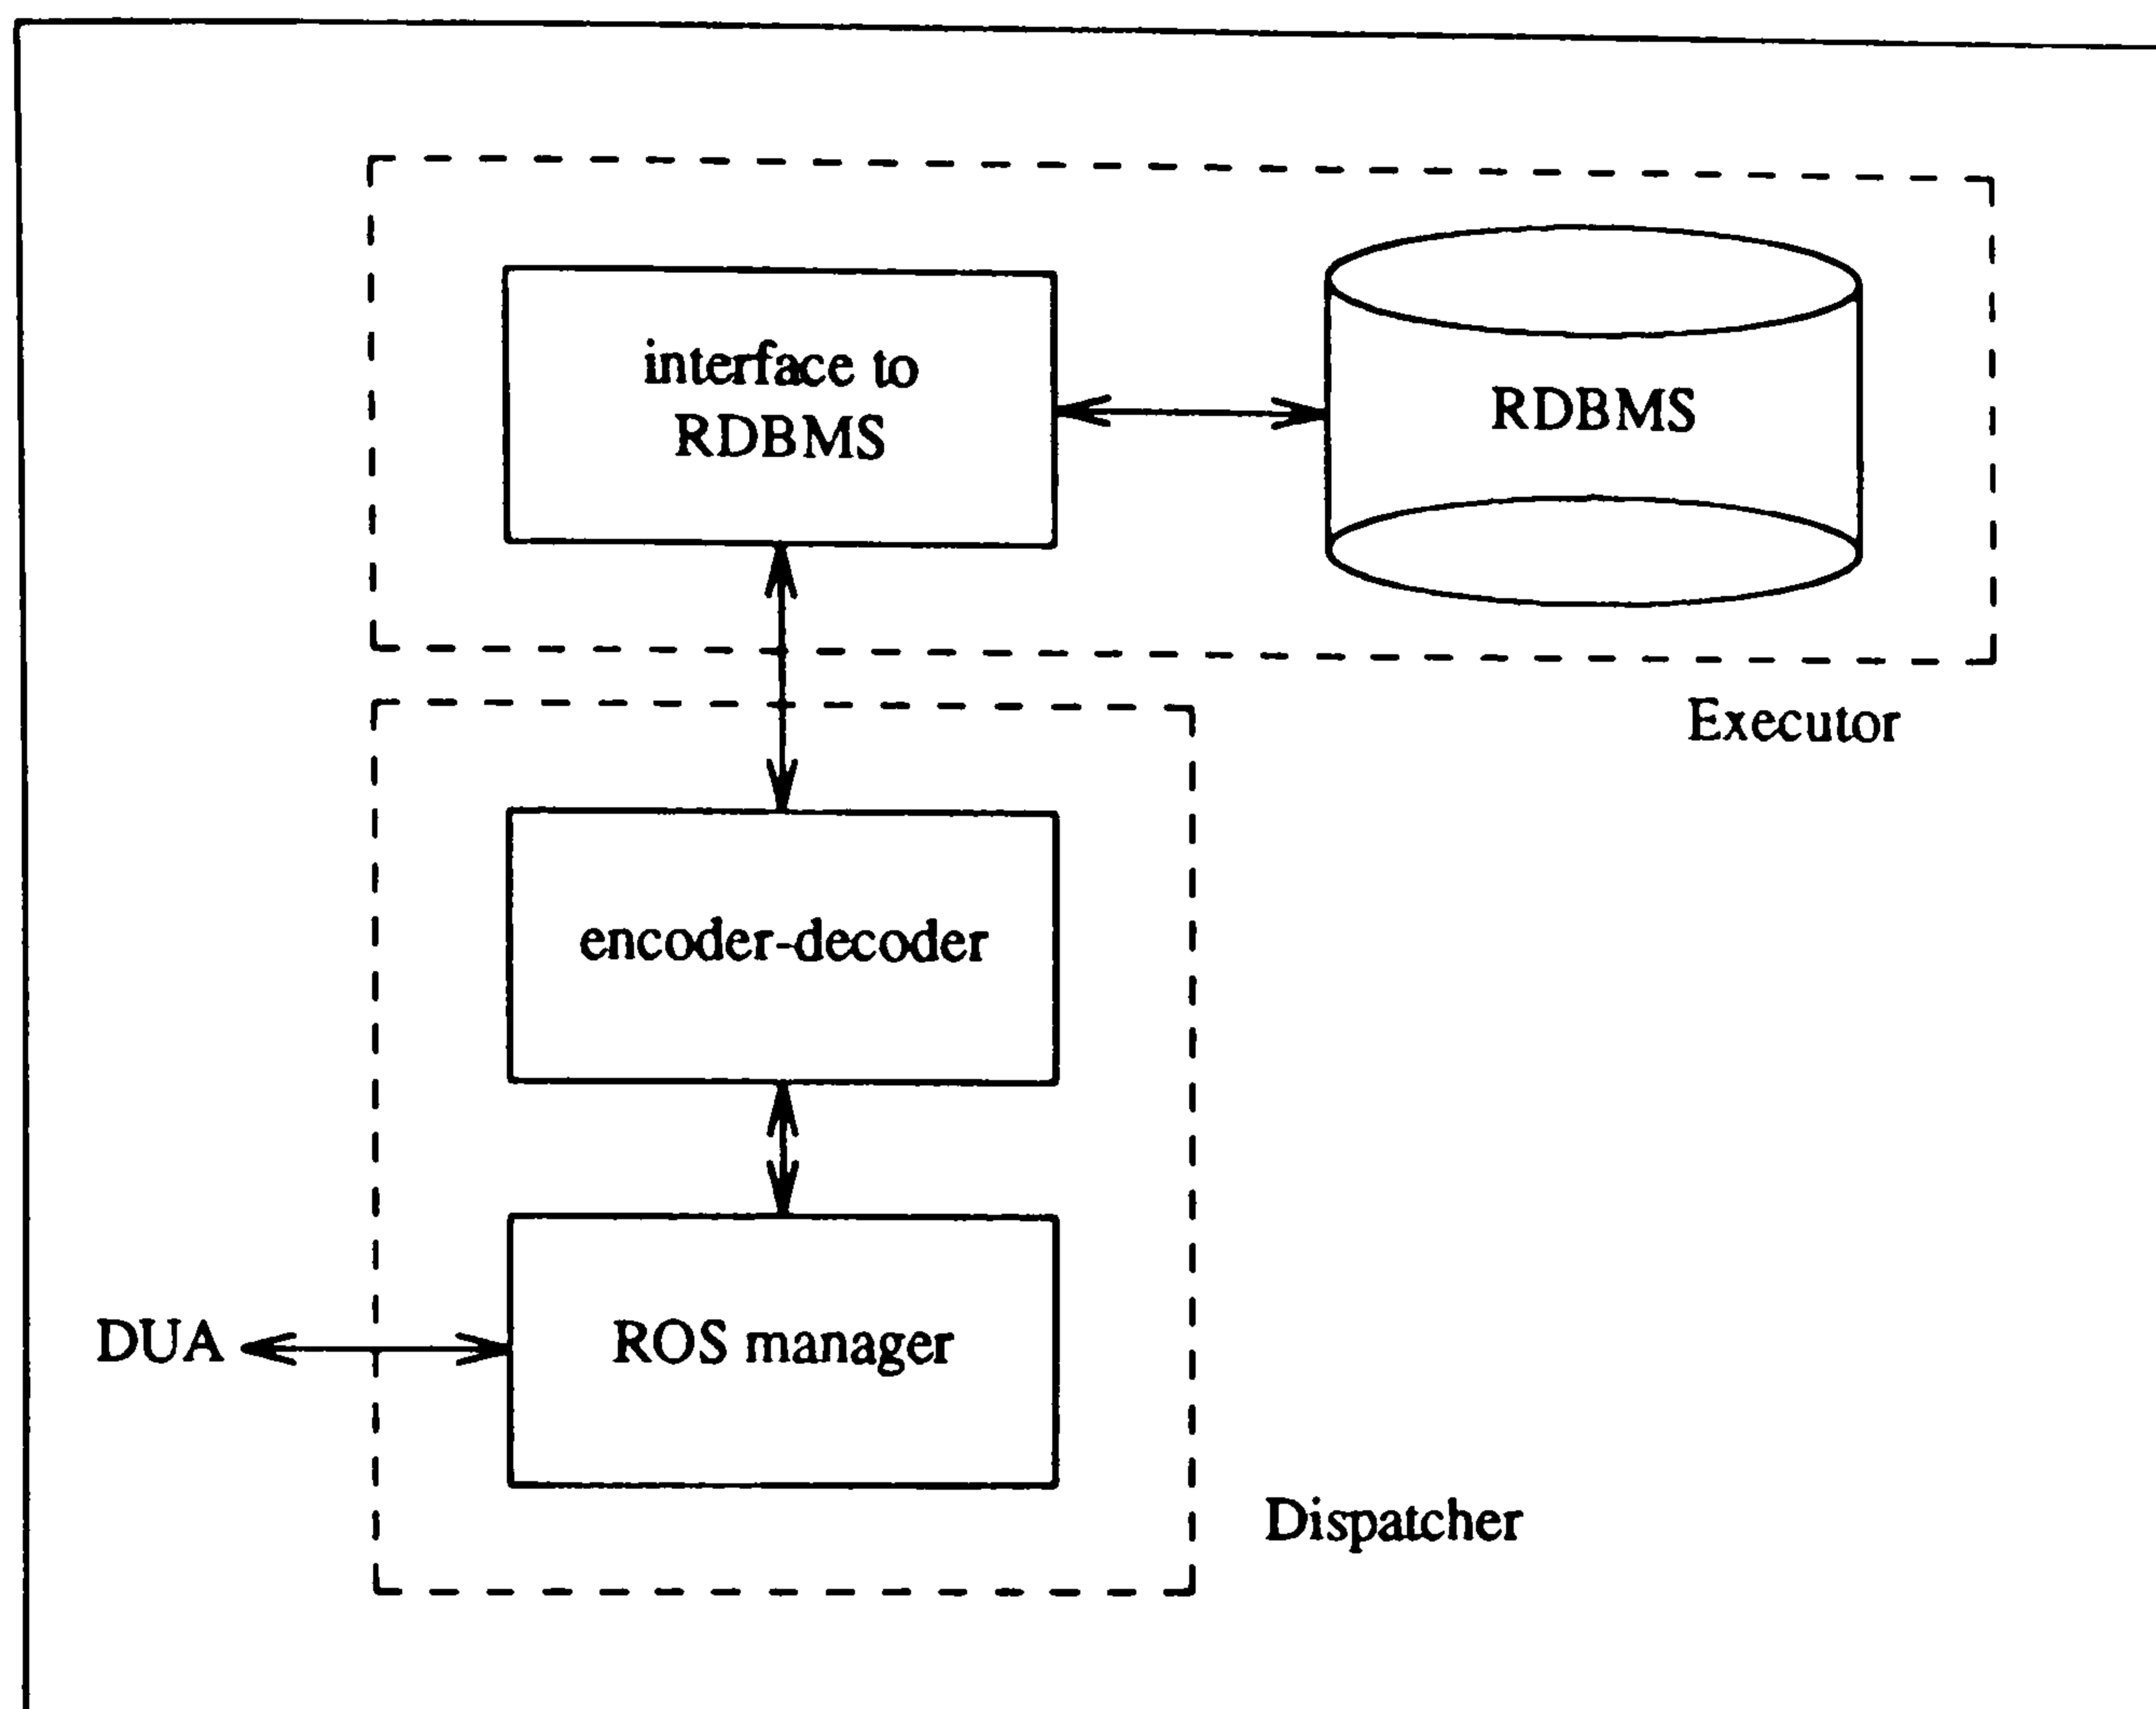 interface to
RDBMS
RDBMS
Executor
encoder-decoder
DUA
ROS manager
Dispatcher